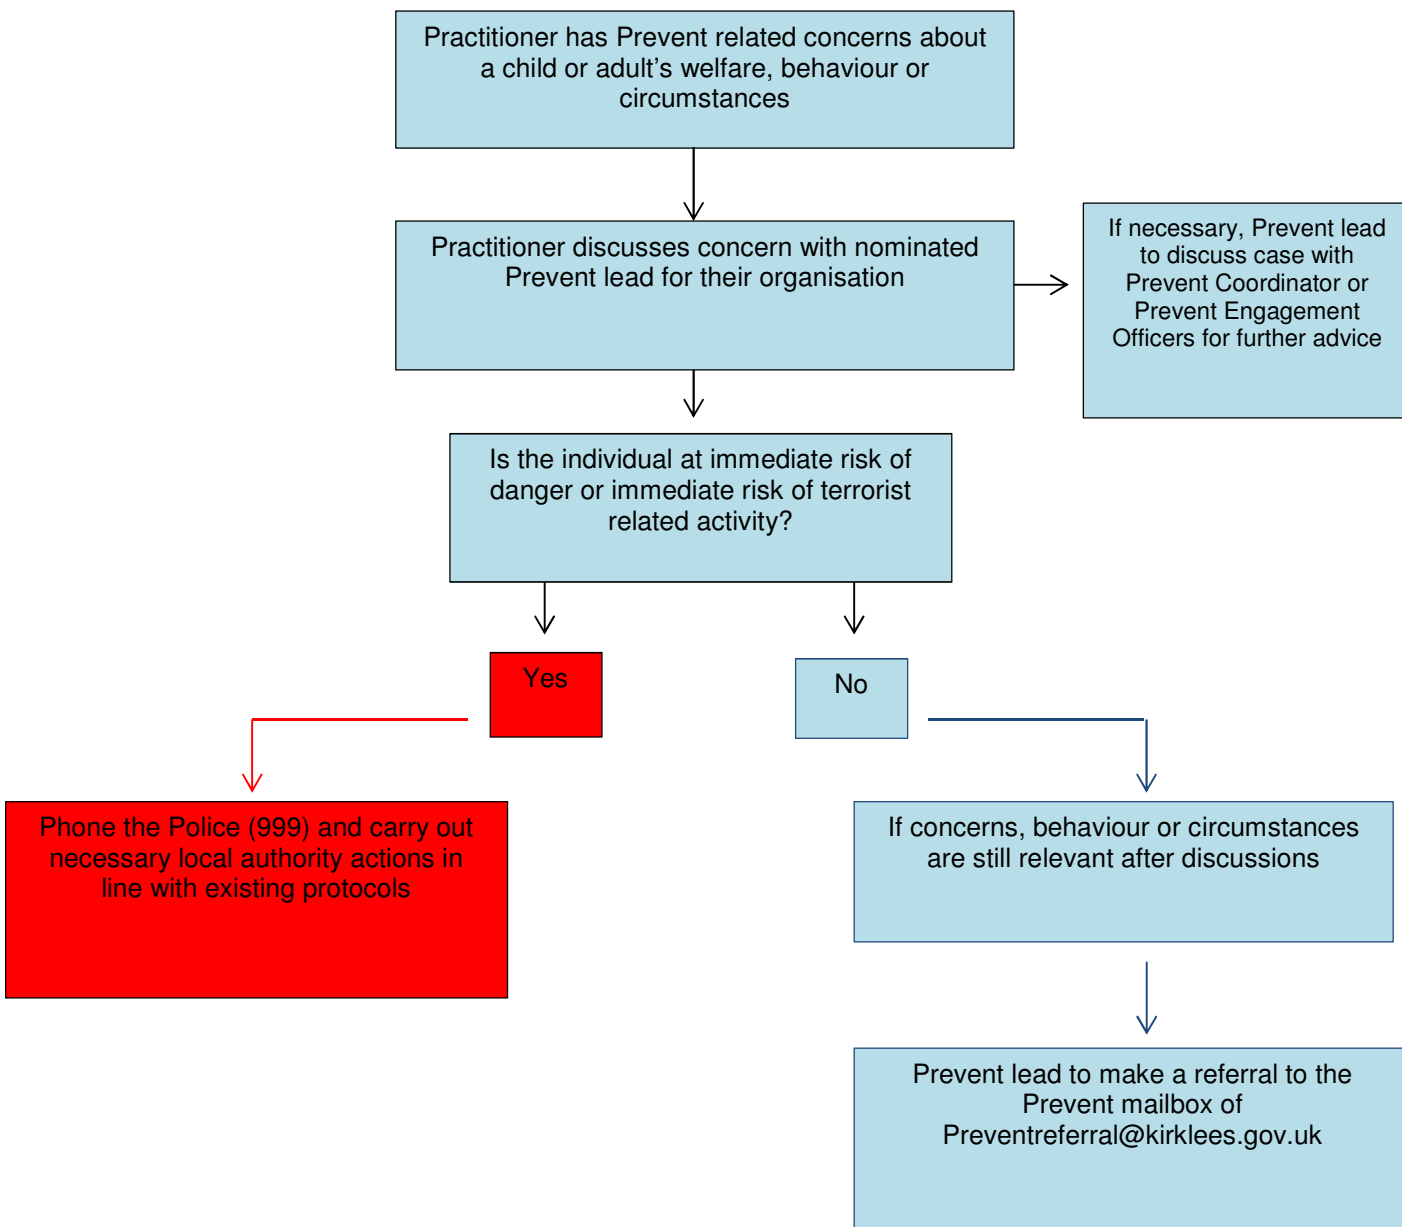 Practitioner has Prevent related concerns about
a child or adult's welfare, behaviour or
circumstances
Practitioner discusses concern with nominated
Prevent lead for their organisation
If necessary, Prevent lead
to discuss case with
Prevent Coordinator or
Prevent Engagement
Officers for further advice
Is the individual at immediate risk of
danger or immediate risk of terrorist
related activity?
Yes
No
Phone the Police (999) and carry out
necessary local authority actions in
line with existing protocols
If concerns, behaviour or circumstances
are still relevant after discussions
Prevent lead to make a referral to the
Prevent mailbox of
Preventreferral@kirklees.gov.uk